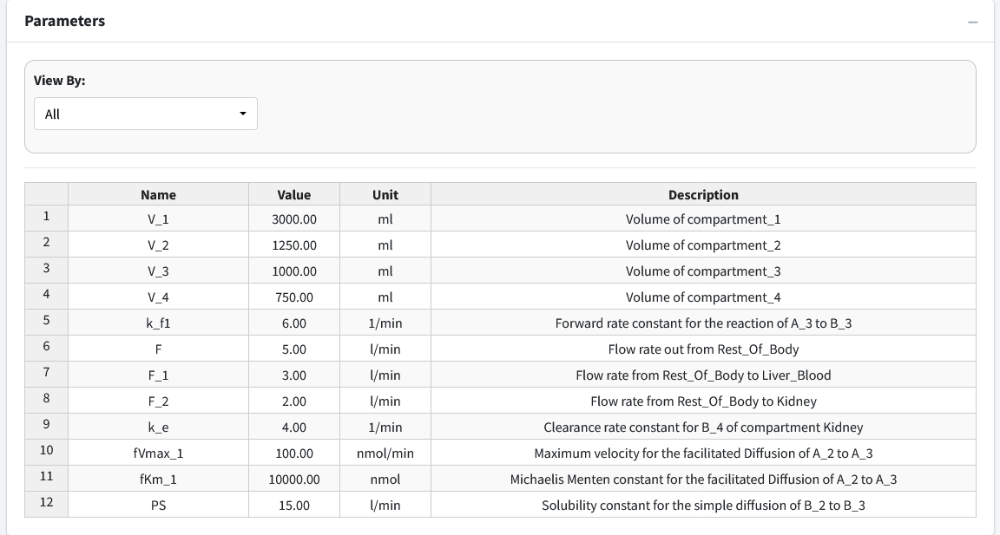 Parameters
View By:
All
Name Value Unit Description
1 V_1 3000.00 ml Volume of compartment_1
2 V_2 1250.00 ml Volume of compartment_2
3 V_3 1000.00 ml Volume of compartment_3
4 V_4 750.00 ml Volume of compartment_4
5 k_f1 6.00 1/min Forward rate constant for the reaction of A_3 to B_3
6 F 5.00 l/min Flow rate out from Rest_Of_Body
7 F_1 3.00 l/min Flow rate from Rest_Of_Body to Liver_Blood
8 F_2 2.00 l/min Flow rate from Rest_Of_Body to Kidney
9 k_e 4.00 1/min Clearance rate constant for B_4 of compartment Kidney
10 fVmax_1 100.00 nmol/min Maximum velocity for the facilitated Diffusion of A_2 to A_3
11 fKm_1 10000.00 nmol Michaelis Menten constant for the facilitated Diffusion of A_2 to A_3
12 PS 15.00 l/min Solubility constant for the simple diffusion of B_2 to B_3